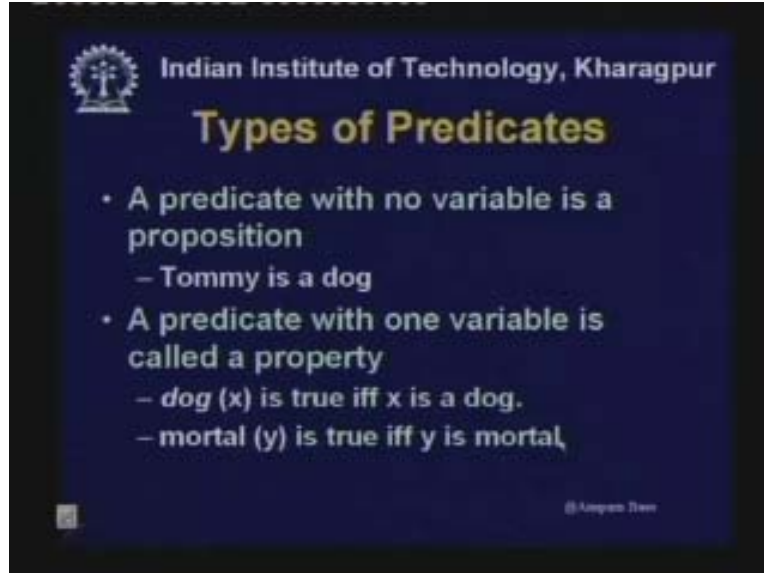 Indian Institute of Technology, Kharagpur
Types of Predicates
• A predicate with no variable is a
proposition
– Tommy is a dog
• A predicate with one variable is
called a property
– dog (x) is true iff x is a dog.
– mortal (y) is true iff y is mortal